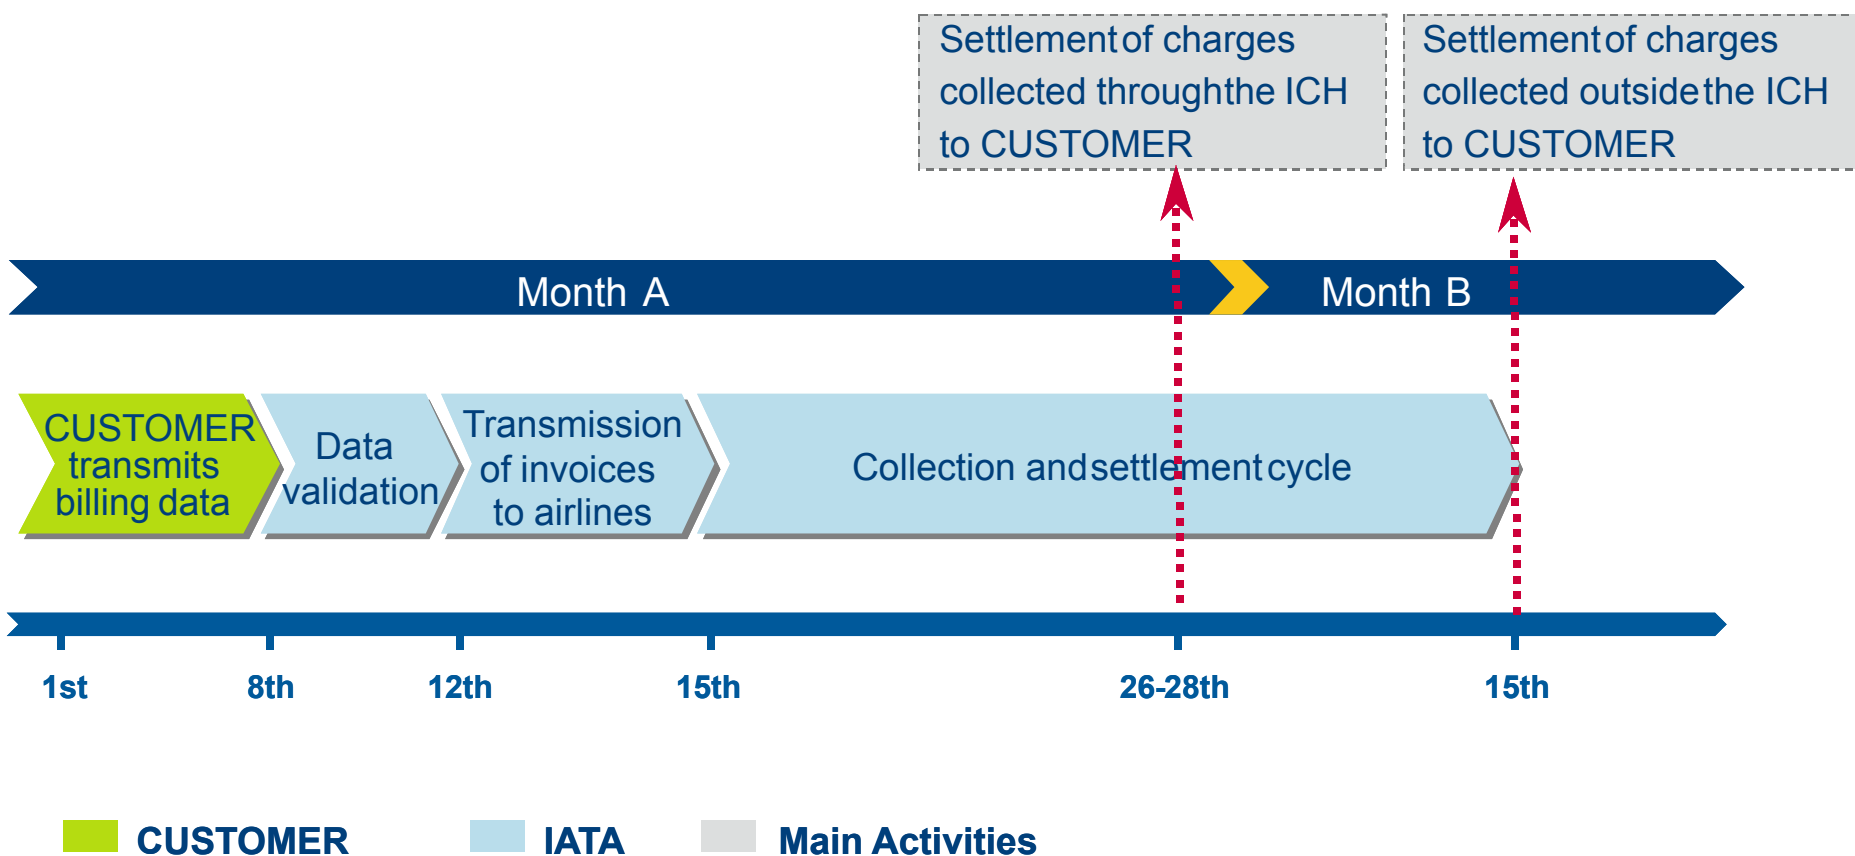 Settlement of charges
collected through the ICH
to CUSTOMER
Settlement of charges
collected outside the ICH
to CUSTOMER
Month A
Month B
CUSTOMER
transmits
billing data
Data
validation
Transmission
of invoices
to airlines
Collection and settlement cycle
1st
8th
12th
15th
26-28th
15th
CUSTOMER
IATA
Main Activities